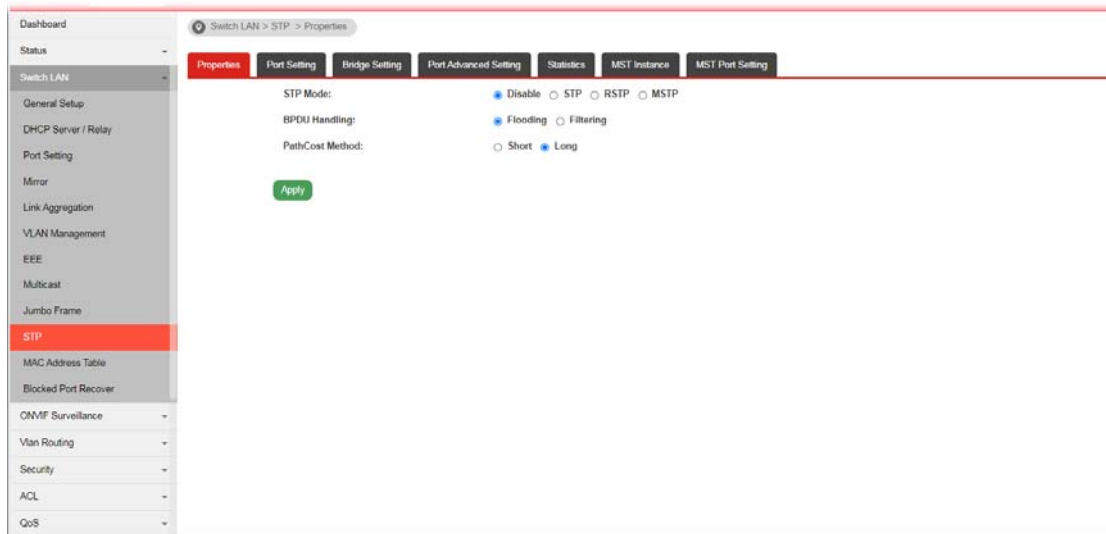 Dashboard
Status
Switch LAN
General Setup
DHCP Server / Relay
Port Setting
Mirror
Link Aggregation
VLAN Management
EEE
Multicast
Jumbo Frame
STP
MAC Address Table
Blocked Port Recover
ONVIF Surveillance
Vlan Routing
Security
ACL
QoS
Switch LAN > STP > Properties
Properties Port Setting Bridge Setting Port Advanced Setting Statistics MST Instance MST Port Setting
STP Mode: Disable STP RSTP MSTP
BPDU Handling: Flooding Filtering
PathCost Method: Short Long
Apply